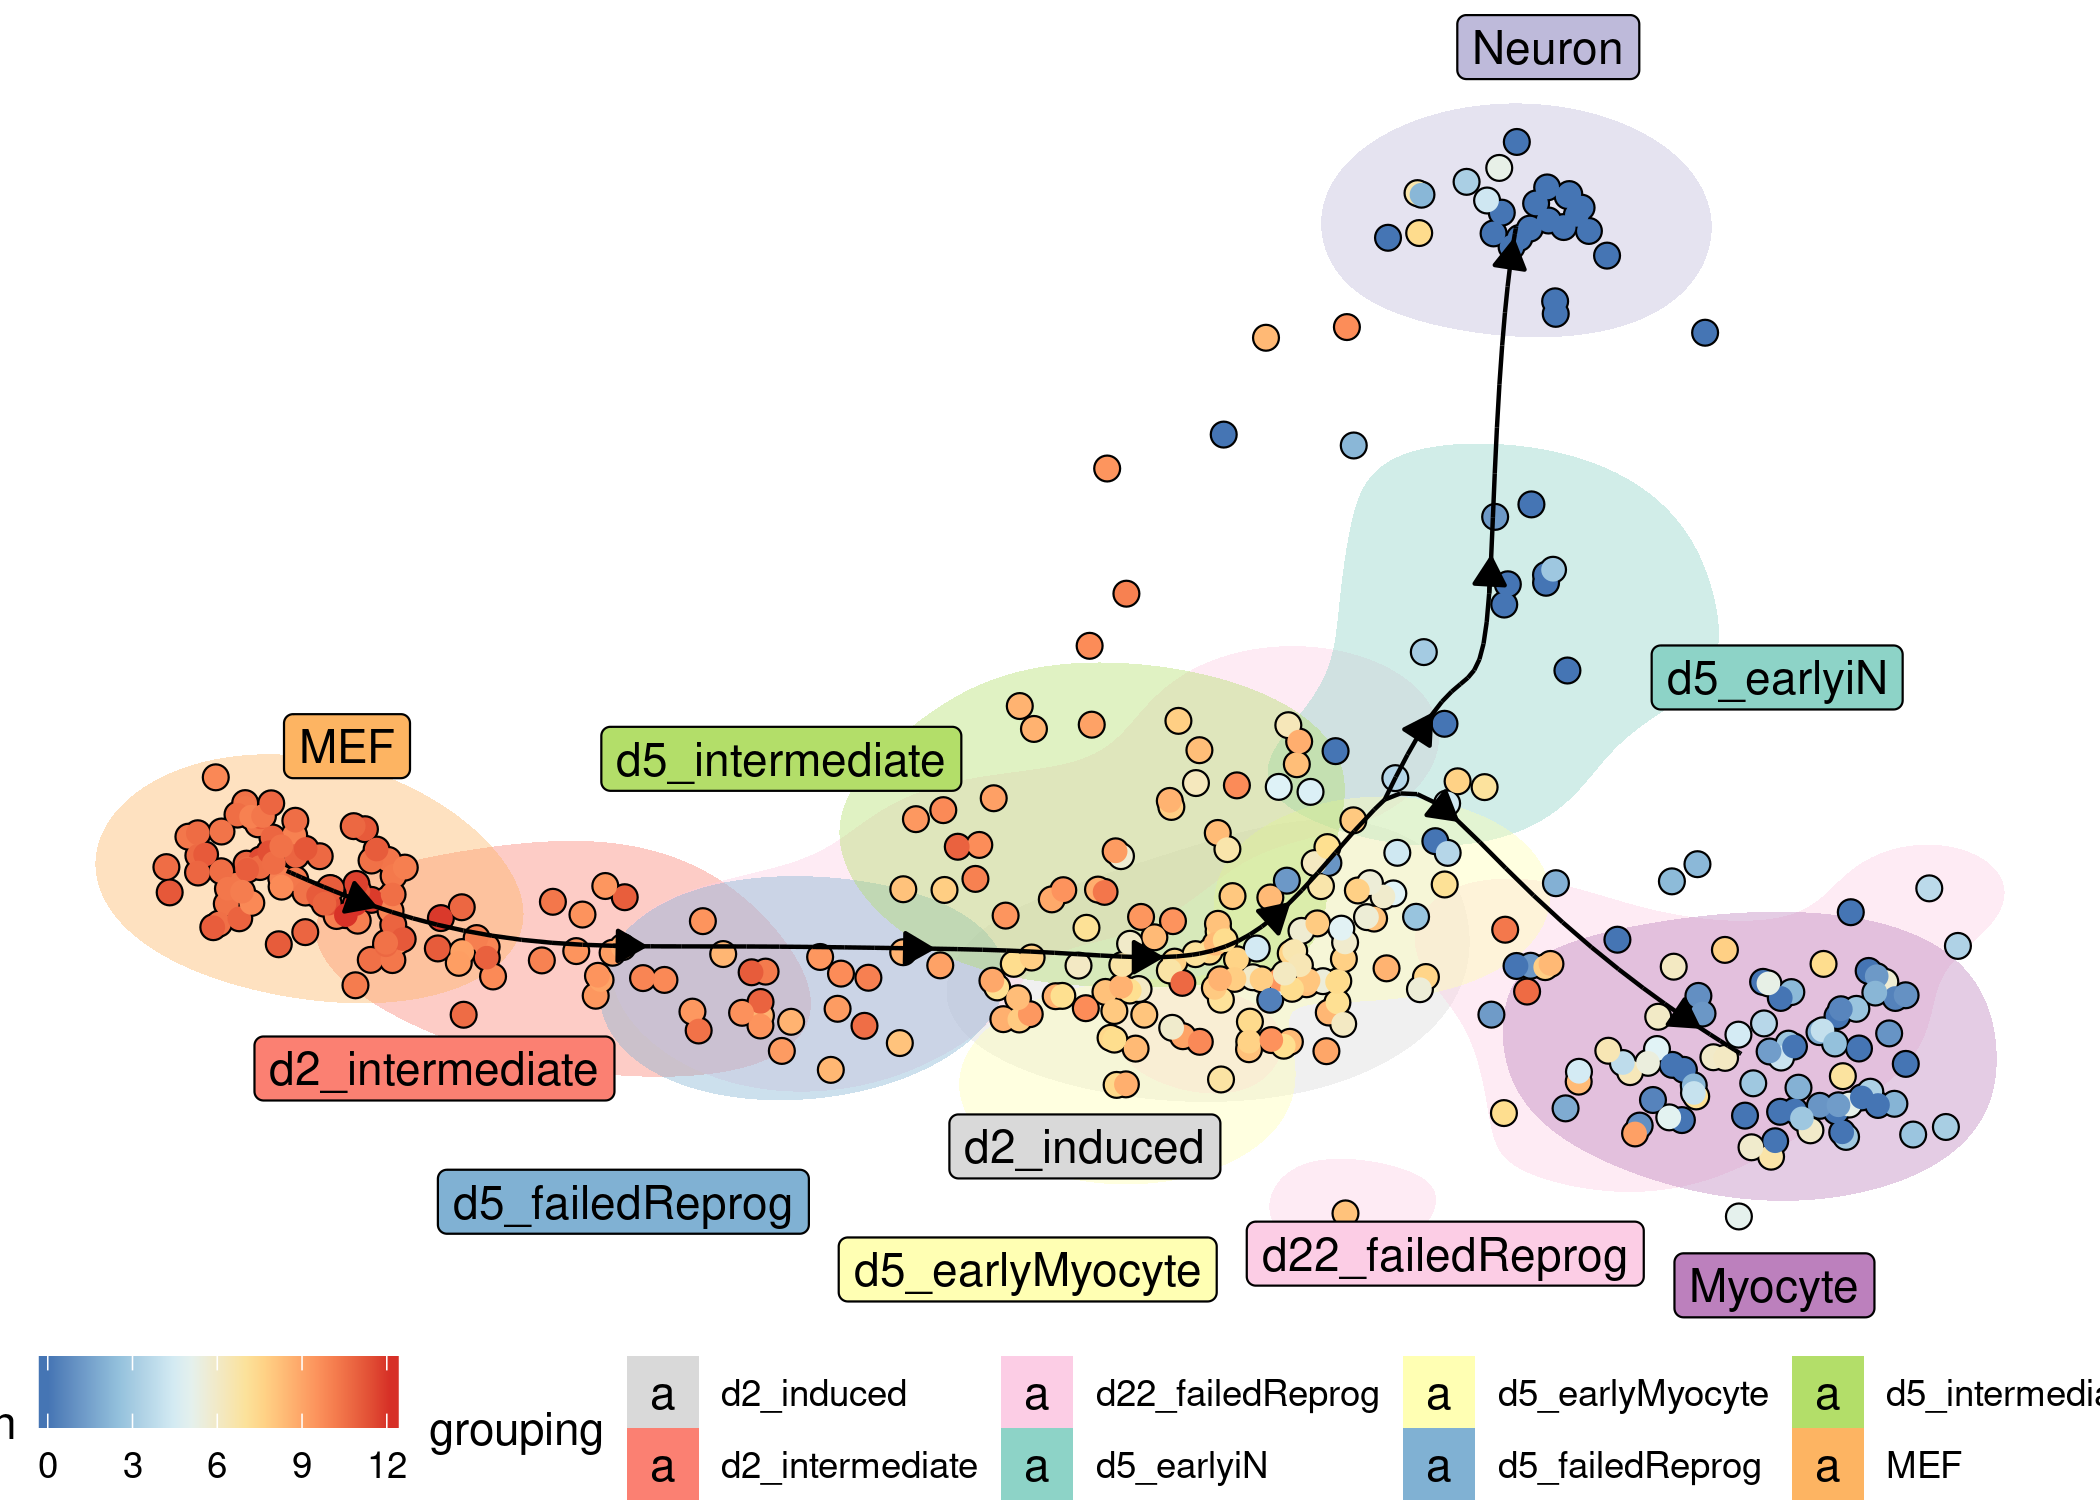 Neuron
d5_earlyiN
MEF
d5_intermediate
d2_intermediate
d2_induced
d5_failedReprog
d5_earlyMyocyte
d22_failedReprog
Myocyte
n
0 3 6 9 12
grouping
a d2_induced
a d2_intermediate
a d22_failedReprog
a d5_earlyiN
a d5_earlyMyocyte
a d5_failedReprog
a d5_intermedia
a MEF